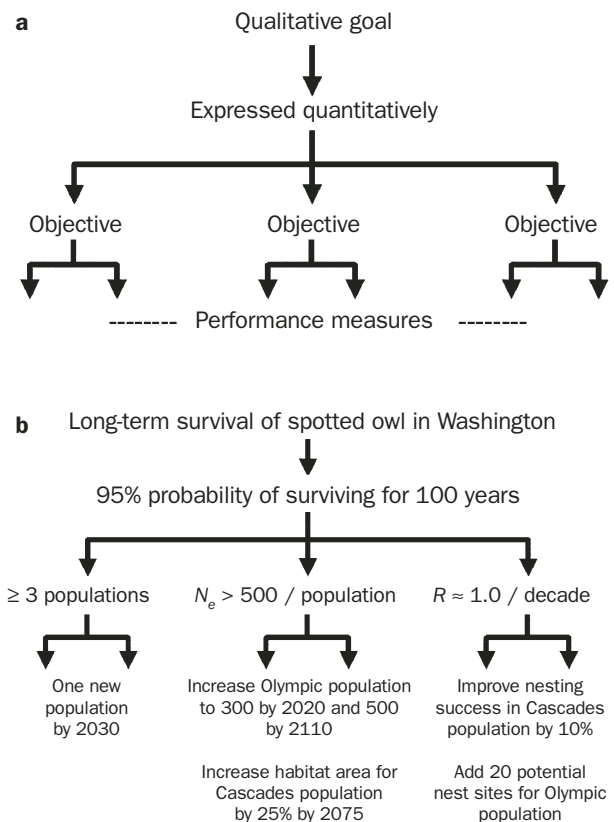 a
Qualitative goal
Expressed quantitatively
Objective Objective Objective
-------- Performance measures --------
b
Long-term survival of spotted owl in Washington
95% probability of surviving for 100 years
≥ 3 populations
Nₑ > 500 / population
R ≈ 1.0 / decade
One new
population
by 2030
Increase Olympic population
to 300 by 2020 and 500
by 2110
Increase habitat area for
Cascades population
by 25% by 2075
Improve nesting
success in Cascades
population by 10%
Add 20 potential
nest sites for Olympic
population